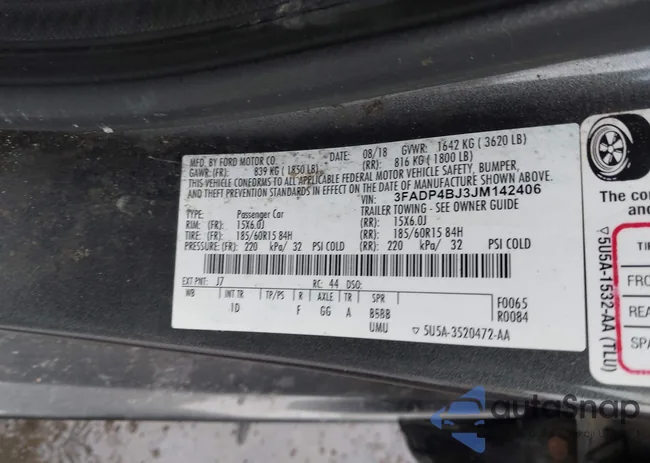 MFD. BY FORD MOTOR CO.
DATE: 08/18 GVWR: 1642 KG ( 3620 LB)
GAWR: (FR): 839 KG ( 1850 LB) (RR): 816 KG ( 1800 LB)
THIS VEHICLE CONFORMS TO ALL APPLICABLE FEDERAL MOTOR VEHICLE SAFETY, BUMPER,
AND THEFT PREVENTION STANDARDS IN EFFECT ON THE DATE OF MANUFACTURE SHOWN ABOVE.
VIN: 3FADP4BJ3JM142406
TYPE: Passenger Car TRAILER TOWING - SEE OWNER GUIDE
RIM: (FR): 15X6.0J (RR): 15X6.0J
TIRE: (FR): 185/60R15 84H (RR): 185/60R15 84H
PRESSURE: (FR): 220 kPa/ 32 PSI COLD (RR): 220 kPa/ 32 PSI COLD
EXT PNT: J7 RC: 44 DSO:
WB INT TR TP/PS R AXLE TR SPR F0065
1D F GG A B5BB R0084
UMU ▽ 5U5A-3520472-AA
▽ 5U5A-1532-AA (TLU)
The com
and
TI
FRO
REA
SPA
autoSnap